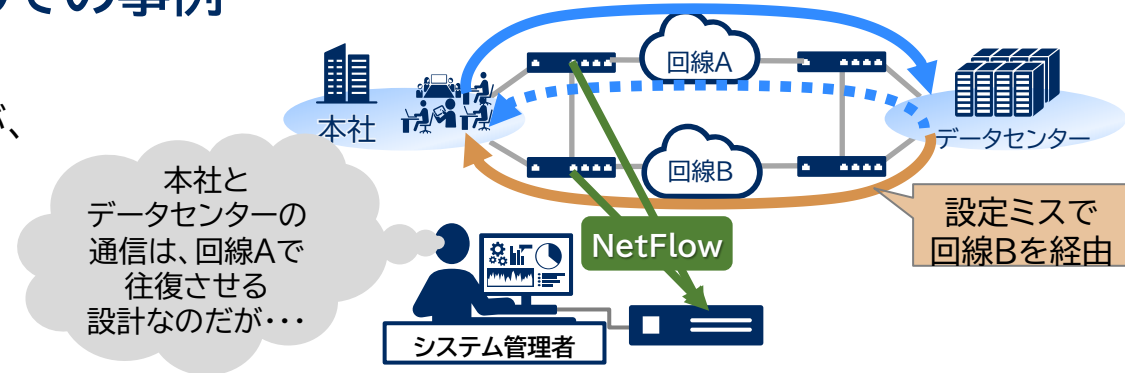 での事例
が、
本社
回線A
回線B
データセンター
本社と
データセンターの
通信は、回線Aで
往復させる
設計なのだが・・・
NetFlow
設定ミスで
回線Bを経由
システム管理者